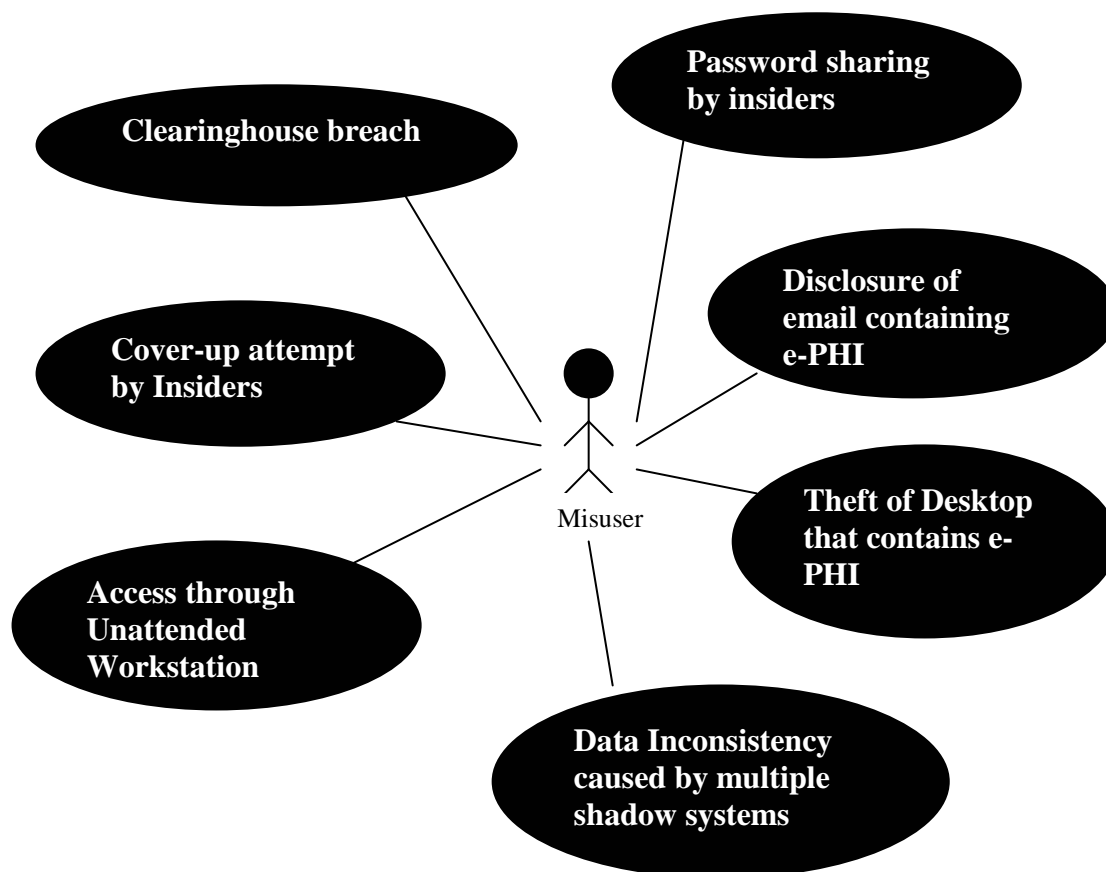 Password sharing
by insiders
Clearinghouse breach
Disclosure of
email containing
e-PHI
Cover-up attempt
by Insiders
Theft of Desktop
that contains e-
PHI
Misuser
Access through
Unattended
Workstation
Data Inconsistency
caused by multiple
shadow systems